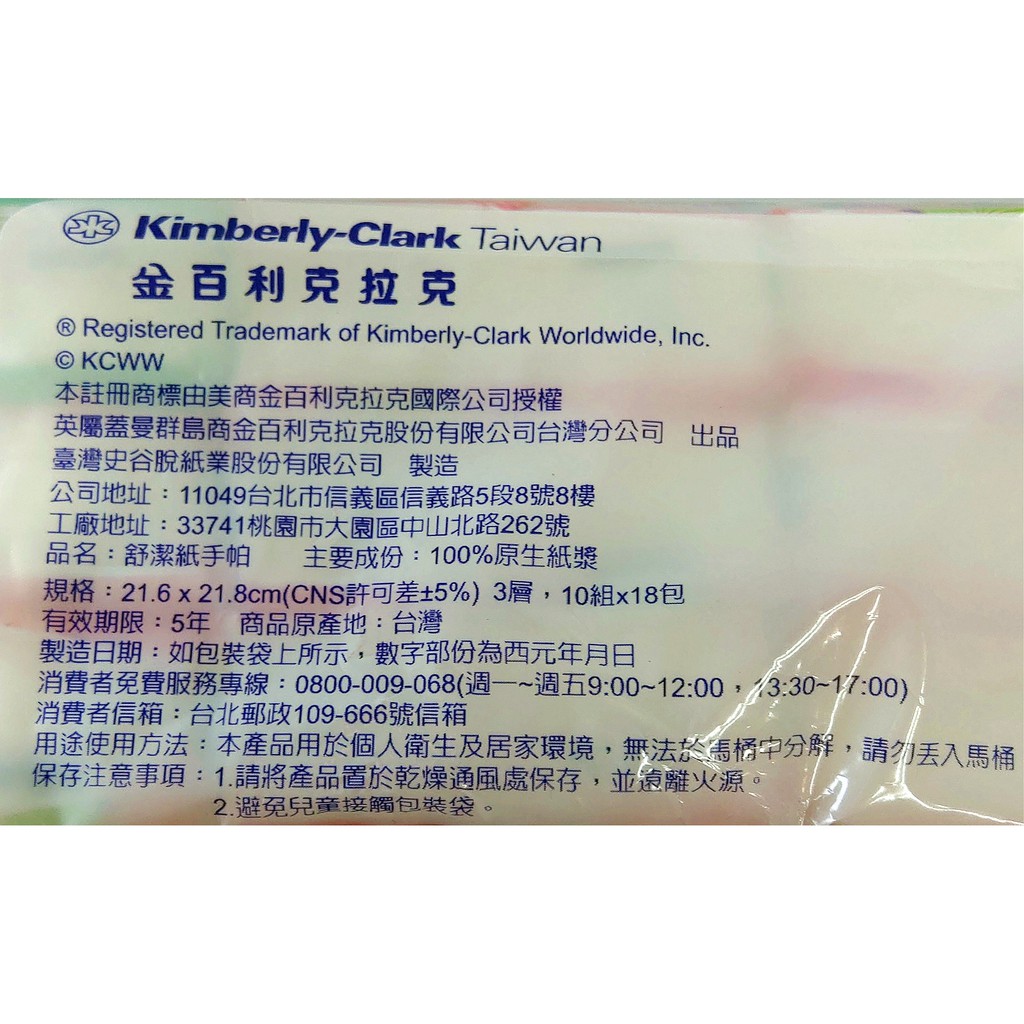 Kimberly-Clark Taiwan
金百利克拉克
® Registered Trademark of Kimberly-Clark Worldwide, Inc.
© KCWW
本註冊商標由美商金百利克拉克國際公司授權
英屬蓋曼群島商金百利克拉克股份有限公司台灣分公司 出品
臺灣史谷脫紙業股份有限公司 製造
公司地址：11049台北市信義區信義路5段8號8樓
工廠地址：33741桃園市大園區中山北路262號
品名：舒潔紙手帕 主要成份：100%原生紙漿
規格：21.6 x 21.8cm(CNS許可差±5%) 3層，10組x18包
有效期限：5年 商品原產地：台灣
製造日期：如包裝袋上所示，數字部份為西元年月日
消費者免費服務專線：0800-009-068(週一~週五9:00~12:00，13:30~17:00)
消費者信箱：台北郵政109-666號信箱
用途使用方法：本產品用於個人衛生及居家環境，無法於馬桶中分解，請勿丟入馬桶
保存注意事項：1.請將產品置於乾燥通風處保存，並遠離火源。
2.避免兒童接觸包裝袋。